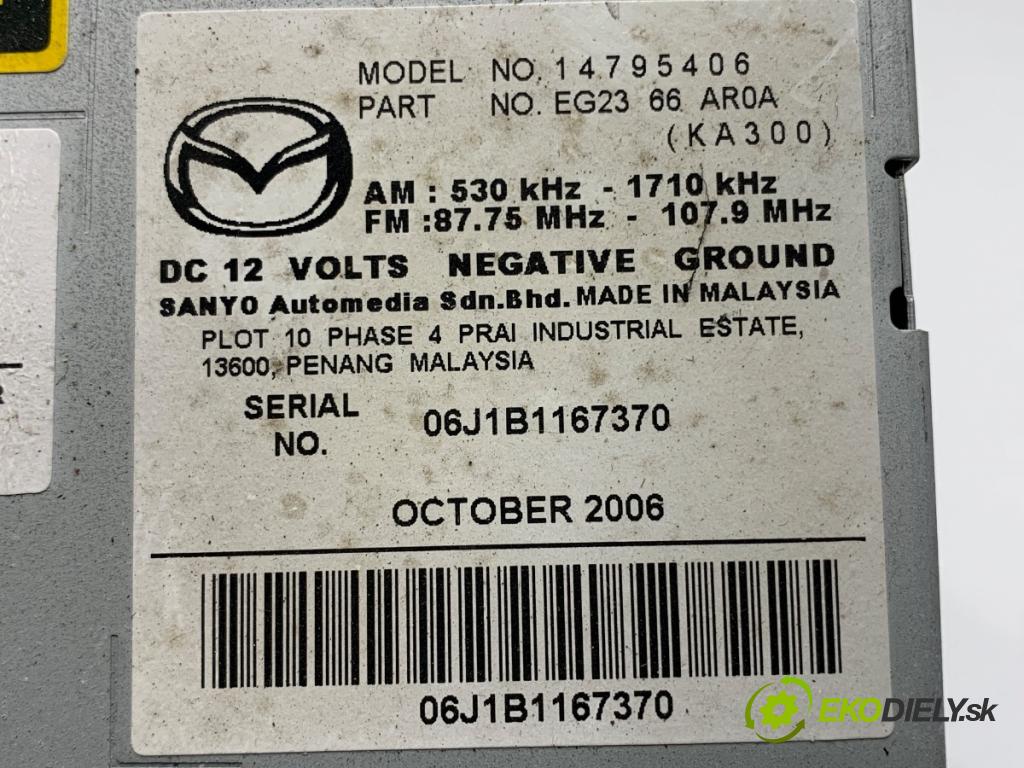 MODEL NO. 14795406
PART NO. EG23 66 AR0A
(KA300)
AM : 530 kHz - 1710 kHz
FM :87.75 MHz - 107.9 MHz
DC 12 VOLTS NEGATIVE GROUND
SANYO Automedia Sdn.Bhd. MADE IN MALAYSIA
PLOT 10 PHASE 4 PRAI INDUSTRIAL ESTATE,
13600, PENANG MALAYSIA
SERIAL NO. 06J1B1167370
OCTOBER 2006
06J1B1167370
EKODIELY.sk